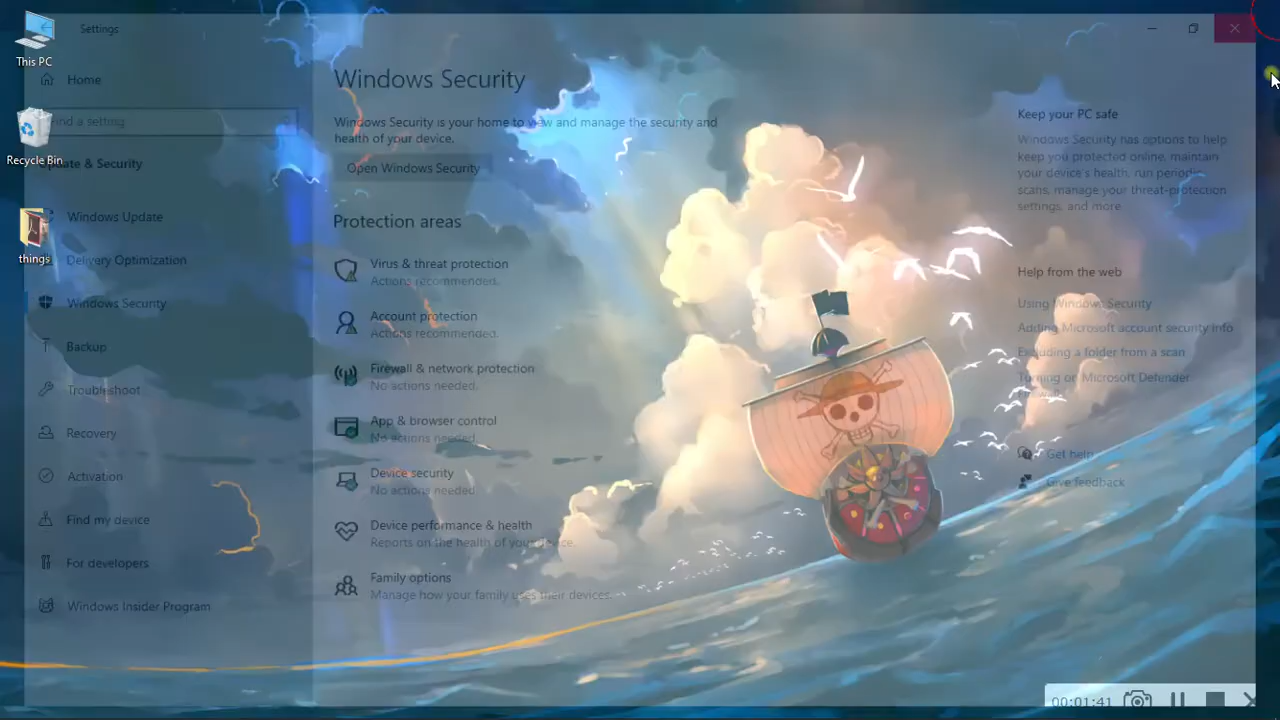 This PC
Recycle Bin
things
Settings
Home
Find a setting
Update & Security
Windows Update
Delivery Optimization
Windows Security
Backup
Troubleshoot
Recovery
Activation
Find my device
For developers
Windows Insider Program
Windows Security
Windows Security is your home to view and manage the security and
health of your device.
Open Windows Security
Protection areas
Virus & threat protection
Actions recommended.
Account protection
Actions recommended.
Firewall & network protection
No actions needed.
App & browser control
No actions needed.
Device security
No actions needed.
Device performance & health
Reports on the health of your device.
Family options
Manage how your family uses their devices.
Keep your PC safe
Windows Security has options to help
keep you protected online, maintain
your device's health, run periodic
scans, manage your threat-protection
settings, and more.
Help from the web
Using Windows Security
Adding Microsoft account security info
Excluding a folder from a scan
Turning on Microsoft Defender
Get help
Give feedback
00:01:41